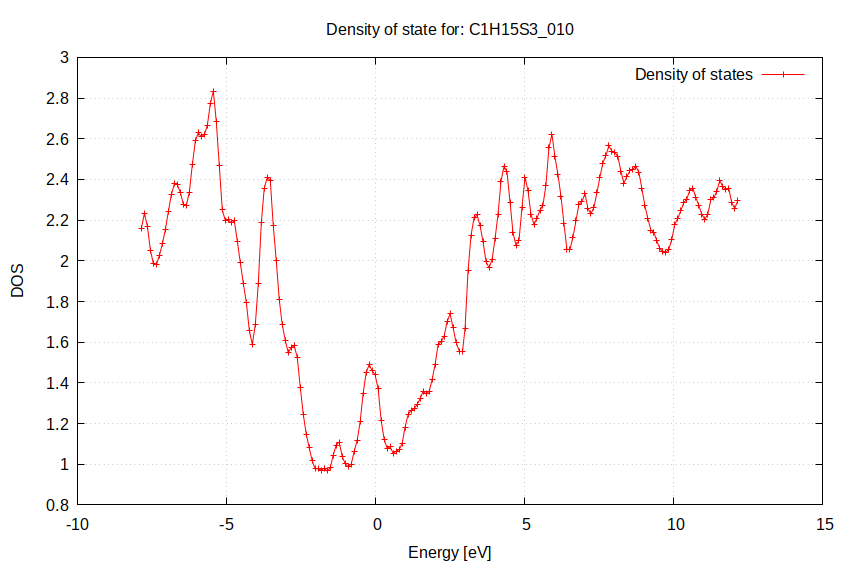 Density of state for: C1H15S3_010
Density of states
3
2.8
2.6
2.4
2.2
2
1.8
1.6
1.4
1.2
1
0.8
DOS
-10 -5 0 5 10 15
Energy [eV]